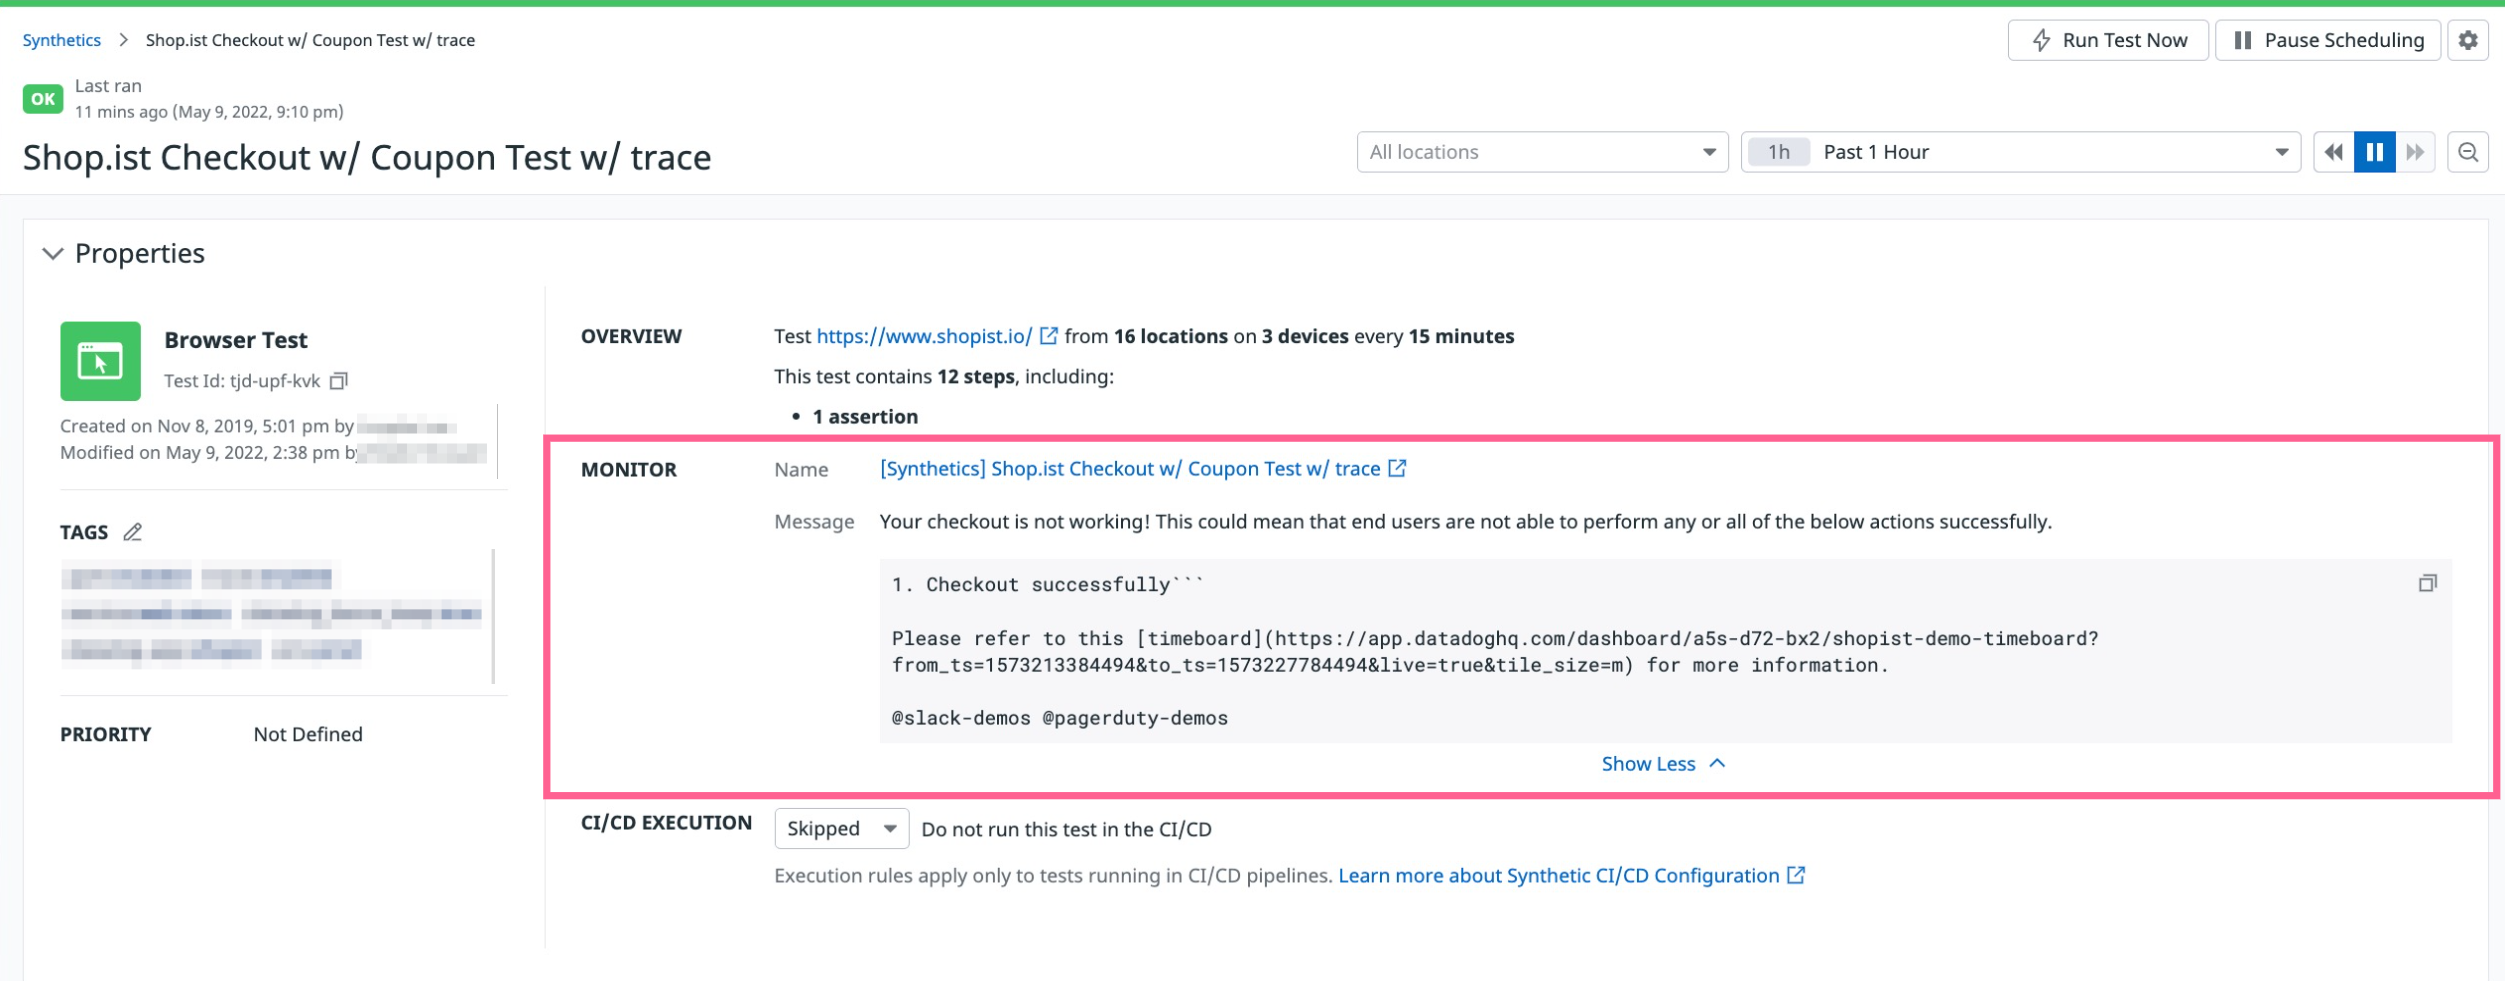 Synthetics > Shop.ist Checkout w/ Coupon Test w/ trace
Run Test Now
Pause Scheduling
OK
Last ran
11 mins ago (May 9, 2022, 9:10 pm)
Shop.ist Checkout w/ Coupon Test w/ trace
All locations
1h Past 1 Hour
Properties
Browser Test
Test Id: tjd-upf-kvk
Created on Nov 8, 2019, 5:01 pm by
Modified on May 9, 2022, 2:38 pm by
TAGS
PRIORITY Not Defined
OVERVIEW
Test https://www.shopist.io/ from 16 locations on 3 devices every 15 minutes
This test contains 12 steps, including:
• 1 assertion
MONITOR
Name [Synthetics] Shop.ist Checkout w/ Coupon Test w/ trace
Message Your checkout is not working! This could mean that end users are not able to perform any or all of the below actions successfully.
1. Checkout successfully```
Please refer to this [timeboard](https://app.datadoghq.com/dashboard/a5s-d72-bx2/shopist-demo-timeboard?
from_ts=1573213384494&to_ts=1573227784494&live=true&tile_size=m) for more information.
@slack-demos @pagerduty-demos
Show Less
CI/CD EXECUTION
Skipped Do not run this test in the CI/CD
Execution rules apply only to tests running in CI/CD pipelines. Learn more about Synthetic CI/CD Configuration